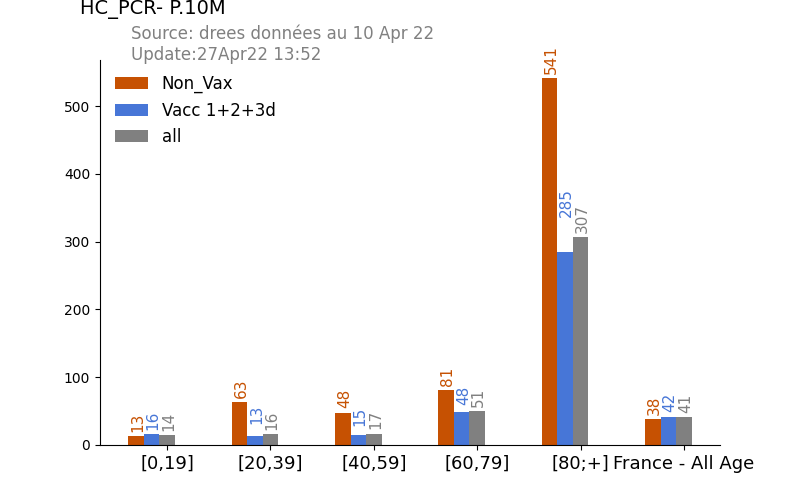 HC_PCR- P.10M
Source: drees données au 10 Apr 22
Update:27Apr22 13:52
Non_Vax
Vacc 1+2+3d
all
500
400
300
200
100
0
13 16 14
63 13 16
48 15 17
81 48 51
541 285 307
38 42 41
[0,19] [20,39] [40,59] [60,79] [80;+] France - All Age